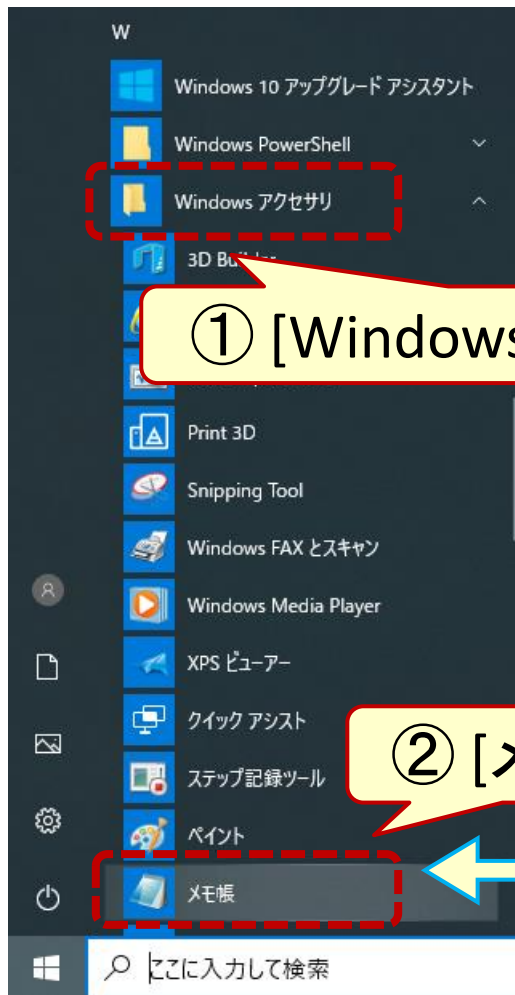 W
Windows 10 アップグレード アシスタント
Windows PowerShell
Windows アクセサリ
3D
① [Windows
Print 3D
Snipping Tool
Windows FAX とスキャン
Windows Media Player
XPS ビューアー
クイック アシスト
② [メ
ステップ記録ツール
ペイント
メモ帳
ここに入力して検索